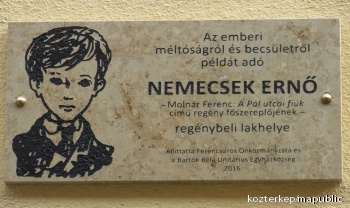 Az emberi
méltóságról és becsületről
példát adó
NEMECSEK ERNŐ
– Molnár Ferenc: A Pál utcai fiúk
című regény főszereplőjének –
regénybeli lakhelye
Állíttatta Ferencváros Önkormányzata és
a Bartók Béla Unitárius Egyházközség
2016
kozterkep/mapublic